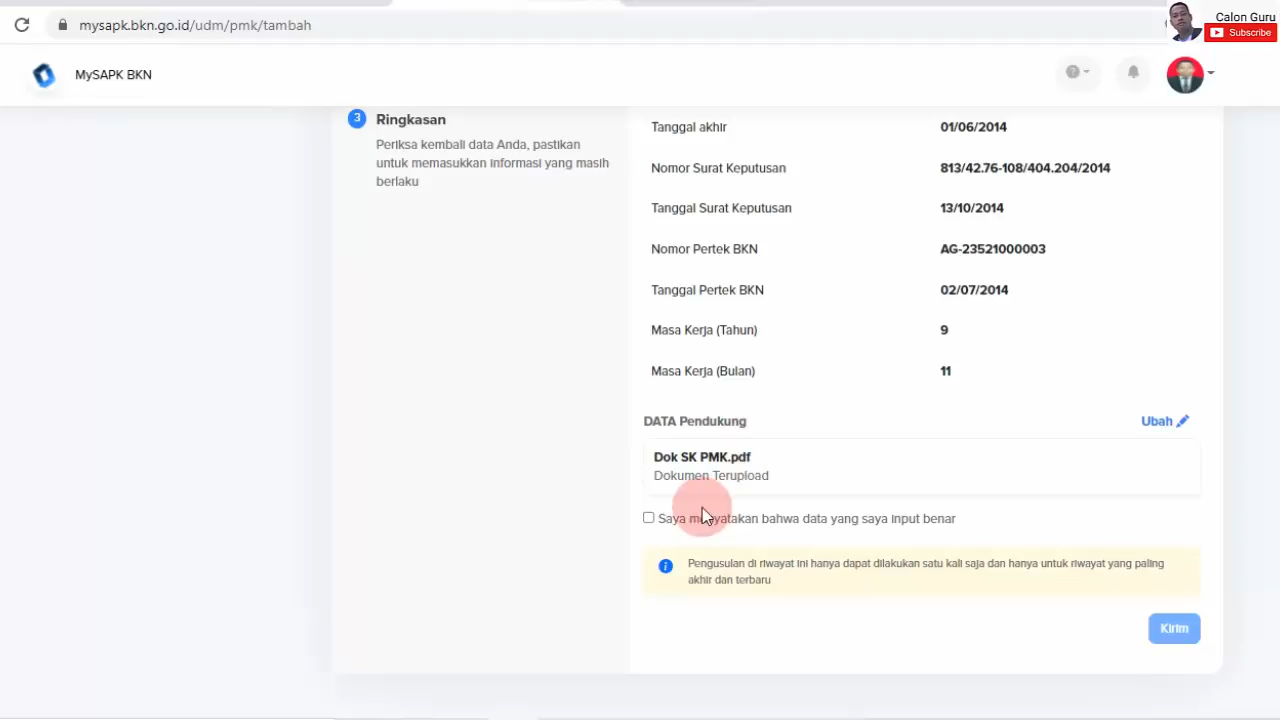 mysapk.bkn.go.id/udm/pmk/tambah
Calon Guru
Subscribe
MySAPK BKN
3 Ringkasan
Periksa kembali data Anda, pastikan
untuk memasukkan informasi yang masih
berlaku
Tanggal akhir 01/06/2014
Nomor Surat Keputusan 813/42.76-108/404.204/2014
Tanggal Surat Keputusan 13/10/2014
Nomor Pertek BKN AG-23521000003
Tanggal Pertek BKN 02/07/2014
Masa Kerja (Tahun) 9
Masa Kerja (Bulan) 11
DATA Pendukung Ubah
Dok SK PMK.pdf
Dokumen Terupload
Saya menyatakan bahwa data yang saya input benar
Pengusulan di riwayat ini hanya dapat dilakukan satu kali saja dan hanya untuk riwayat yang paling
akhir dan terbaru
Kirim